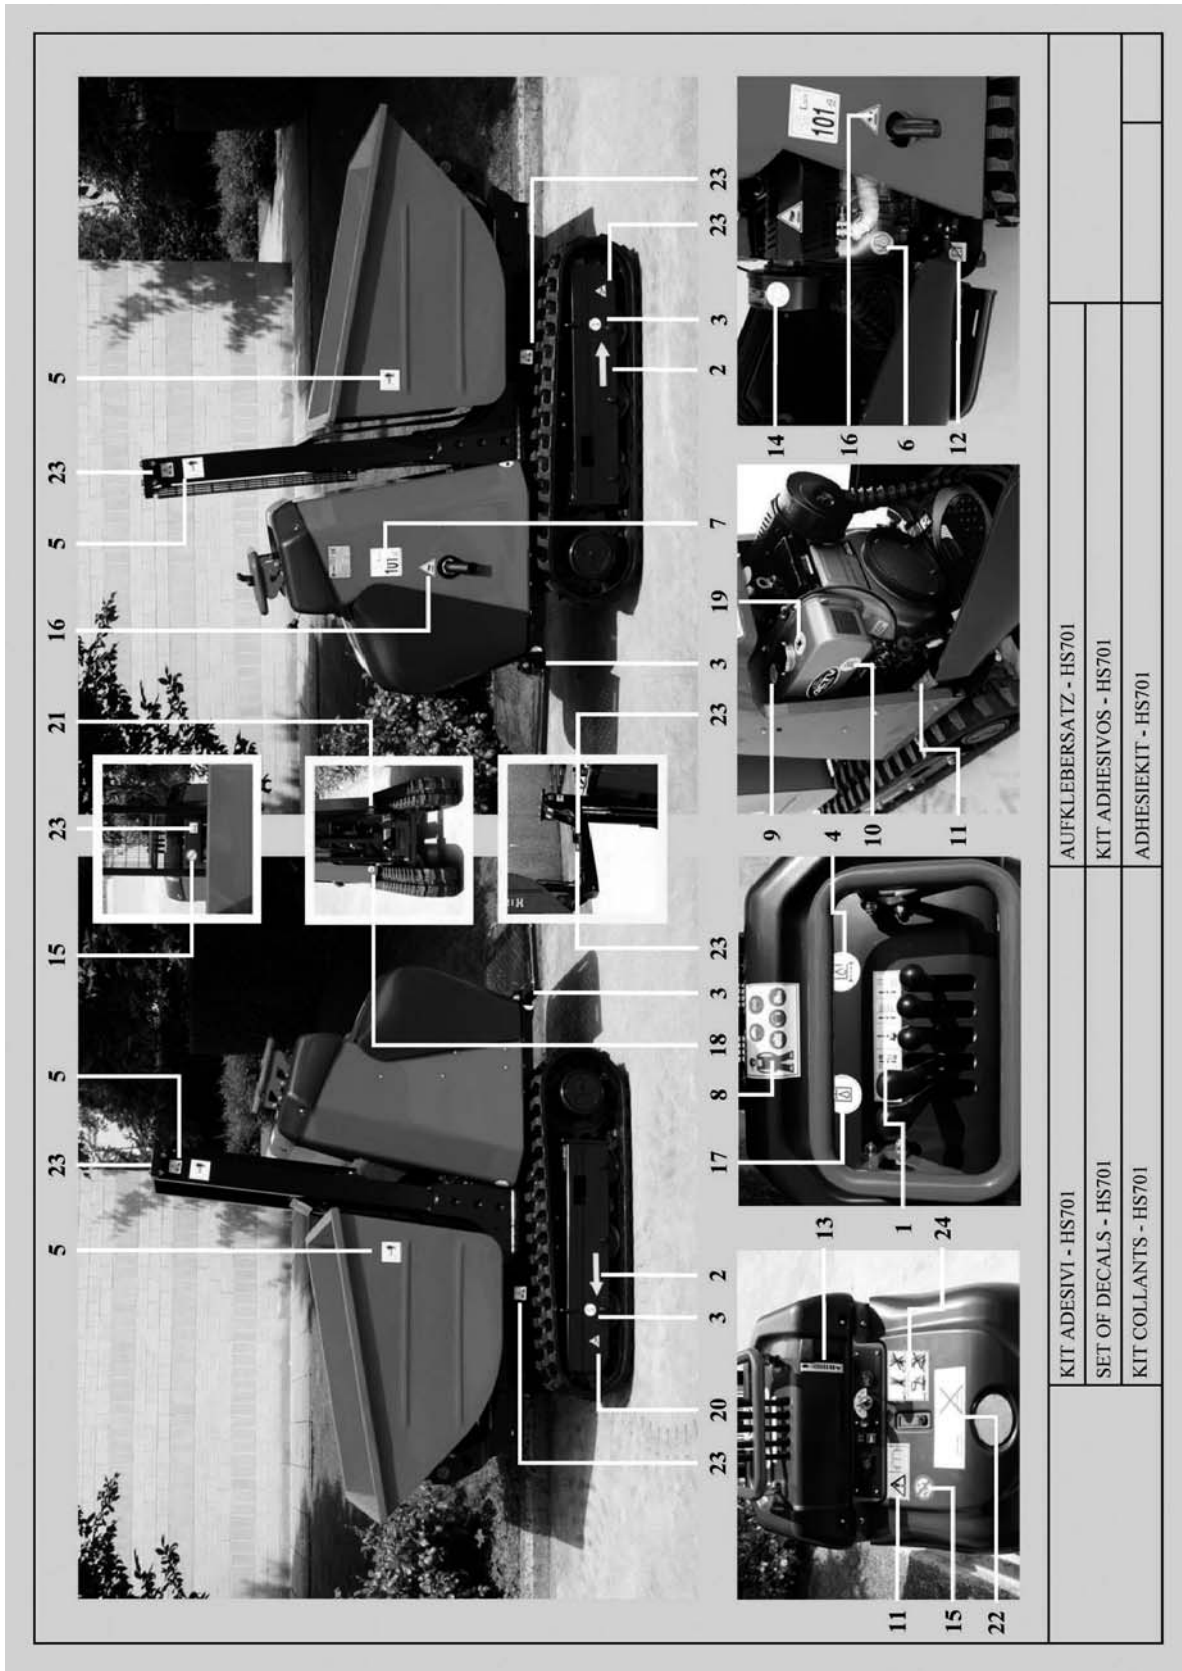 5 23 5 15 23 21 16 5 23 5
101
23 20 3 2 17 8 18 3 23 23 3 19 7 2 3 23 23
101
9 14
13 4 16
10
11 1 6
24
15 11 12
22
KIT ADESIVI - HS701
AUFKLEBERSATZ - HS701
SET OF DECALS - HS701
KIT ADHESIVOS - HS701
KIT COLLANTS - HS701
ADHESIEKIT - HS701